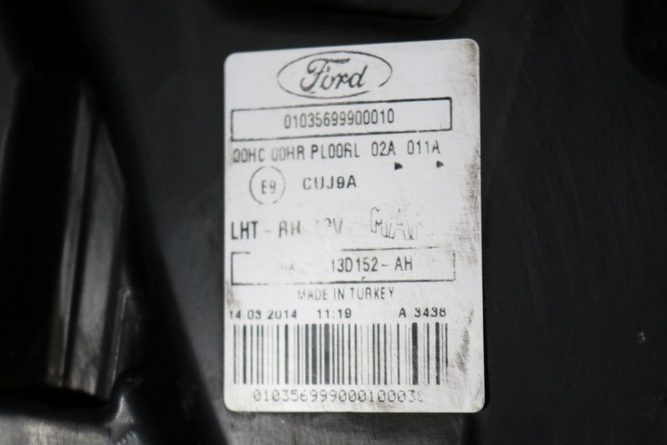 Ford
01035699900010
00HC 00HR PL00RL 02A 011A
E9 CUJ9A
LHT - RH 12V
13D152- AH
MADE IN TURKEY
14.03.2014 11:19 A 3438